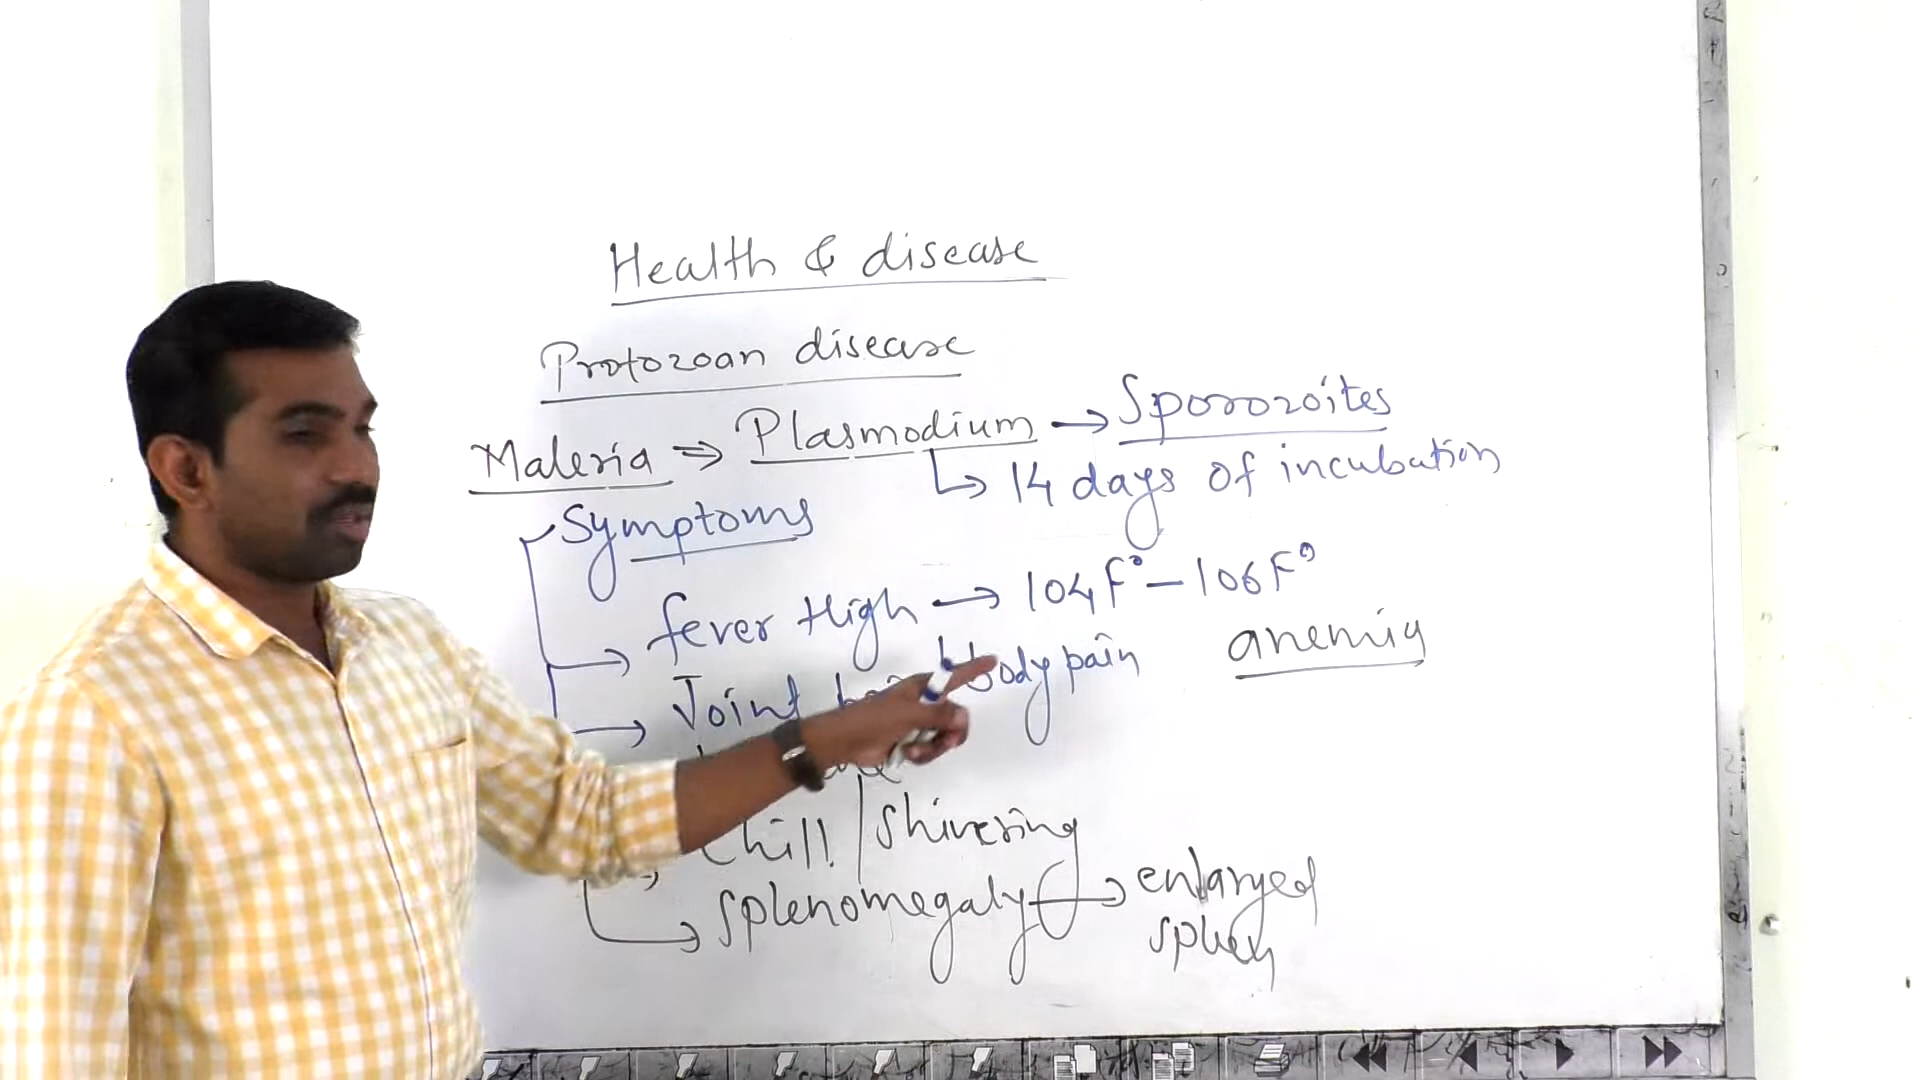 Health & disease
Protozoan disease
Maleria ⇒ Plasmodium → Sporozoites
↳ 14 days of incubation
Symptoms
→ fever High → 104F° – 106F°
→ Joint body pain anemia
chill / shivering
→ splenomegaly → enlarged
spleen